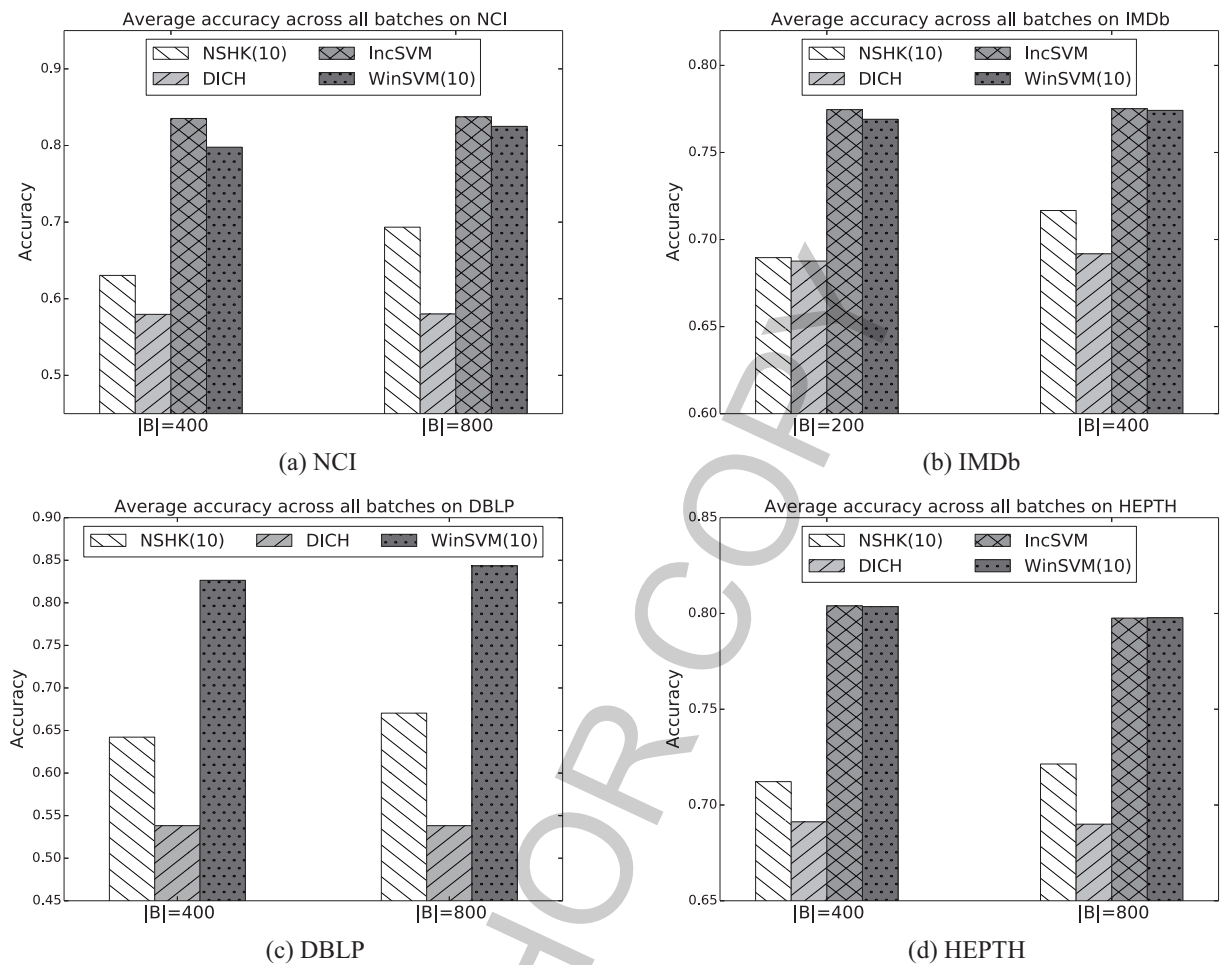 Average accuracy across all batches on NCI
NSHK(10)
DICH
IncSVM
WinSVM(10)
0.9
0.8
0.7
0.6
0.5
Accuracy
|B|=400
|B|=800
(a) NCI
Average accuracy across all batches on IMDb
NSHK(10)
DICH
IncSVM
WinSVM(10)
0.80
0.75
0.70
0.65
0.60
Accuracy
|B|=200
|B|=400
(b) IMDb
Average accuracy across all batches on DBLP
NSHK(10)
DICH
WinSVM(10)
0.90
0.85
0.80
0.75
0.70
0.65
0.60
0.55
0.50
0.45
Accuracy
|B|=400
|B|=800
(c) DBLP
Average accuracy across all batches on HEPTH
NSHK(10)
DICH
IncSVM
WinSVM(10)
0.85
0.80
0.75
0.70
0.65
Accuracy
|B|=400
|B|=800
(d) HEPTH
HOR COPY